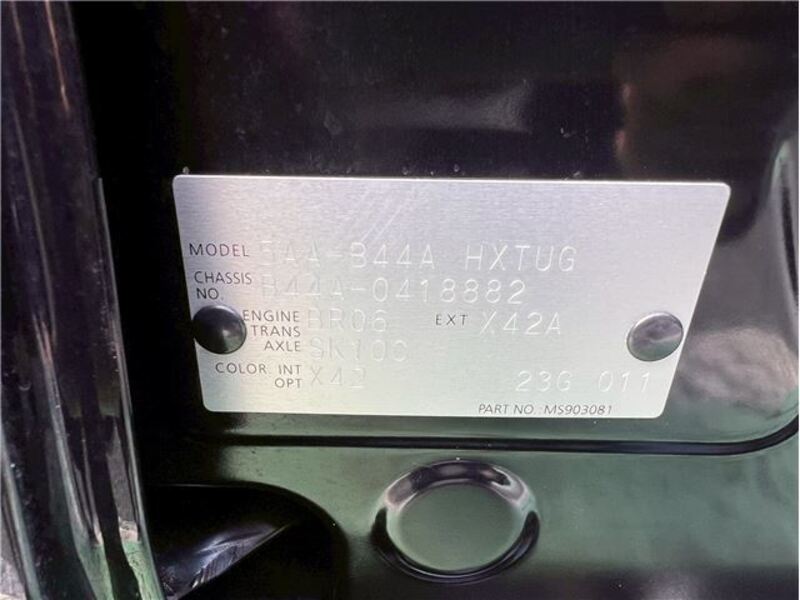 MODEL 5AA-B44A HXTUG
CHASSIS NO. B44A-0418882
ENGINE BR06 EXT X42A
TRANS AXLE SK10C
COLOR. INT OPT X42 23G 011
PART NO.: MS903081